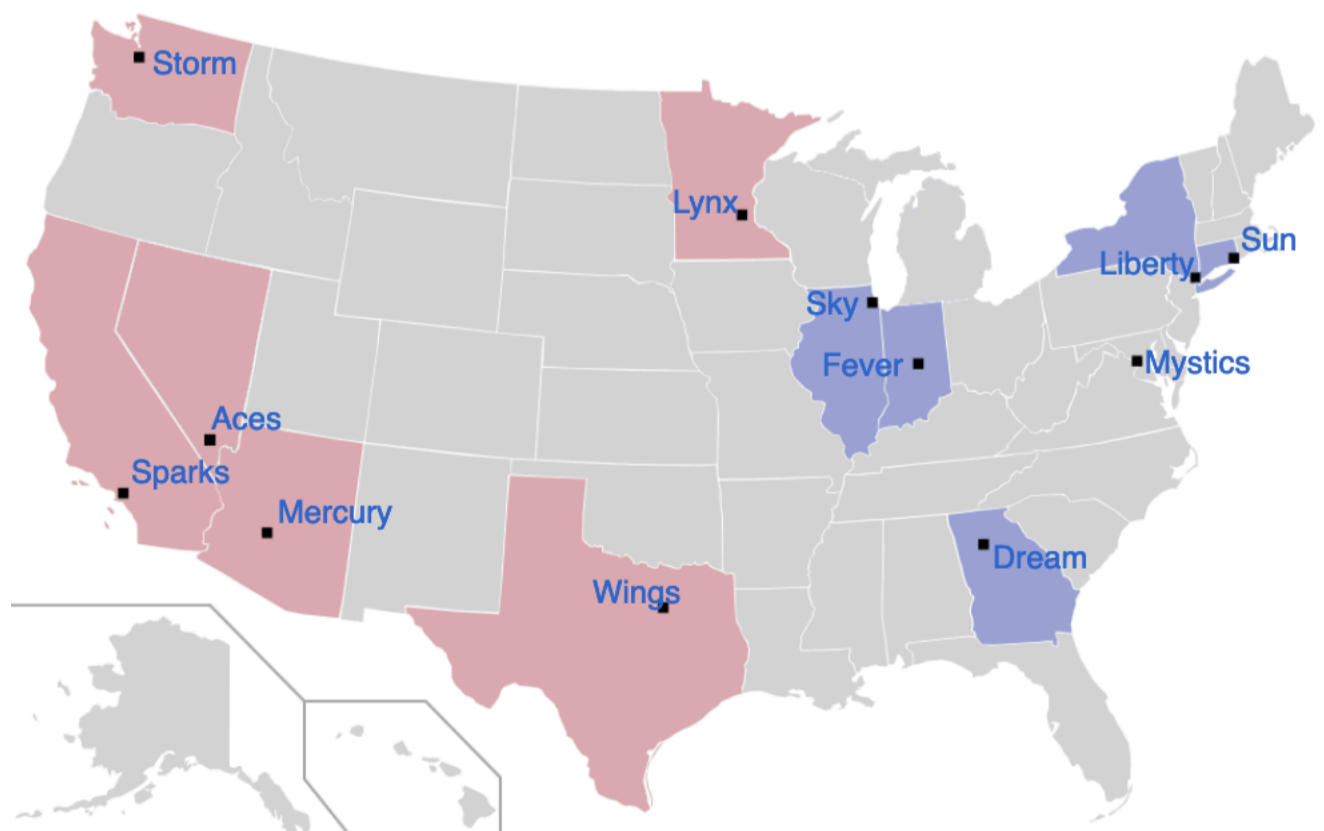 Storm
Lynx
Sun
Liberty
Sky
Mystics
Fever
Aces
Sparks
Mercury
Dream
Wings